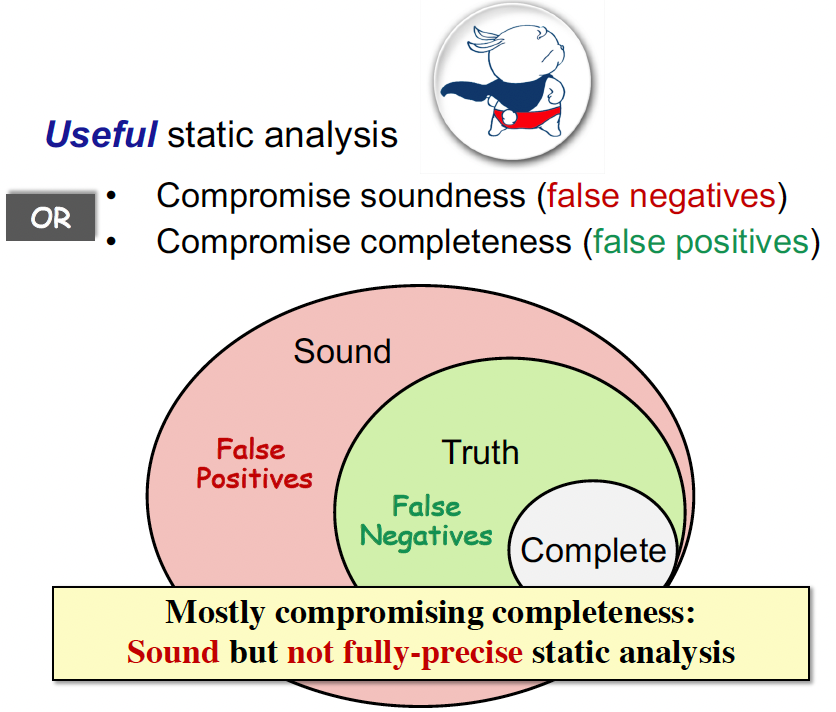 Useful static analysis
OR
• Compromise soundness (false negatives)
• Compromise completeness (false positives)
Sound
False
Positives
Truth
False
Negatives
Complete
Mostly compromising completeness:
Sound but not fully-precise static analysis